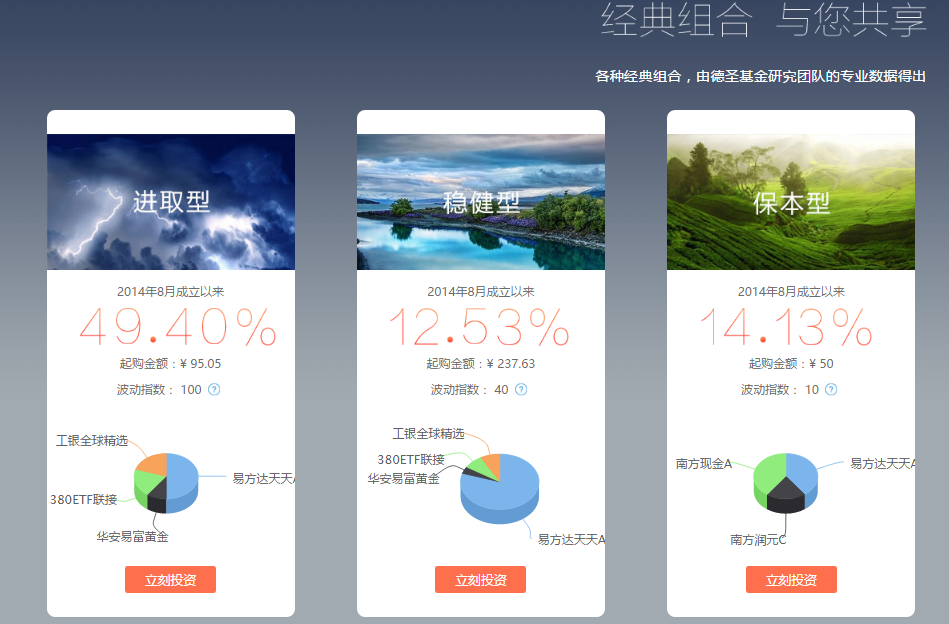 经典组合 与您共享
各种经典组合，由德圣基金研究团队的专业数据得出
进取型
2014年8月成立以来
49.40%
起购金额：¥ 95.05
波动指数： 100 ?
工银全球精选
易方达天天A
380ETF联接
华安易富黄金
立刻投资
稳健型
2014年8月成立以来
12.53%
起购金额：¥ 237.63
波动指数： 40 ?
工银全球精选
380ETF联接
华安易富黄金
易方达天天A
立刻投资
保本型
2014年8月成立以来
14.13%
起购金额：¥ 50
波动指数： 10 ?
南方现金A
易方达天天A
南方润元C
立刻投资